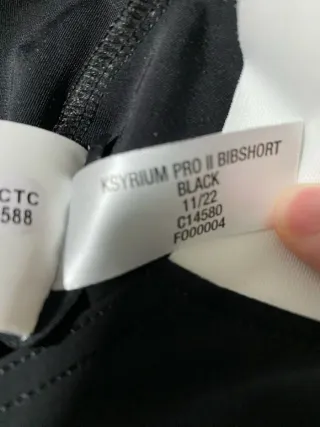 CTC
588
KSYRIUM PRO II BIBSHORT
BLACK
11/22
C14580
F000004